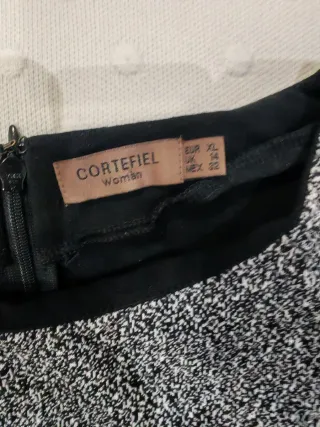 CORTEFIEL
Woman
EUR XL
UK 14
MEX 32